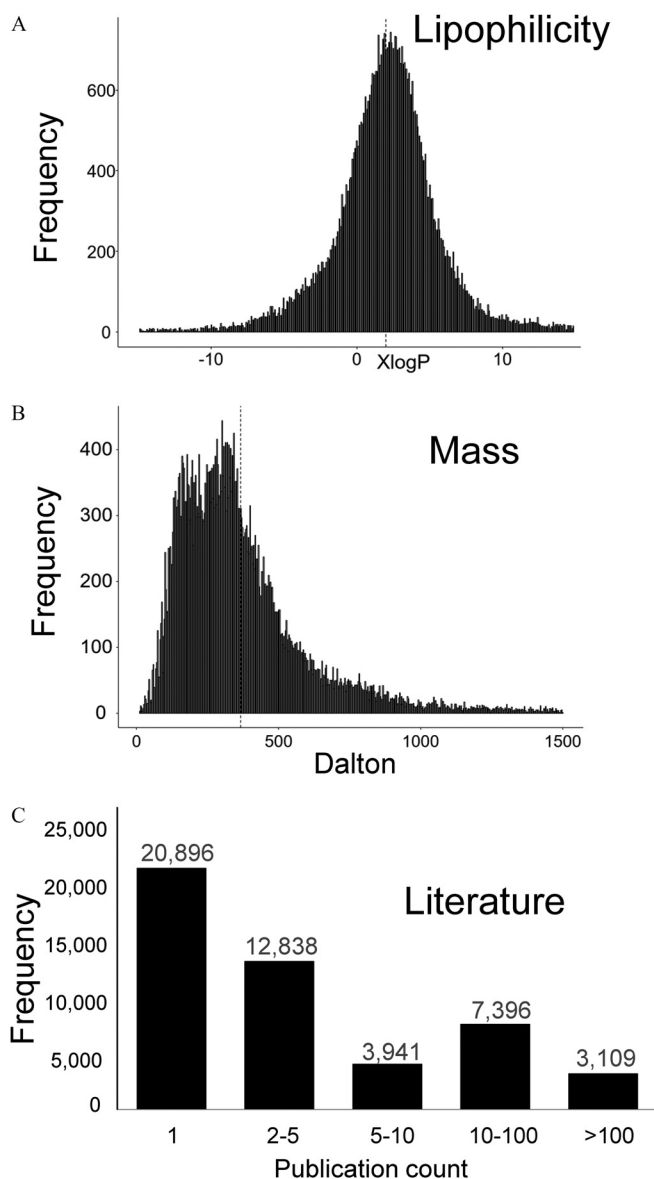 A
Lipophilicity
Frequency
600
400
200
0
-10
0
10
XlogP
B
Mass
Frequency
400
300
200
100
0
0
500
1000
1500
Dalton
C
Literature
Frequency
25,000
20,000
15,000
10,000
5,000
0
20,896
12,838
3,941
7,396
3,109
1
2-5
5-10
10-100
>100
Publication count